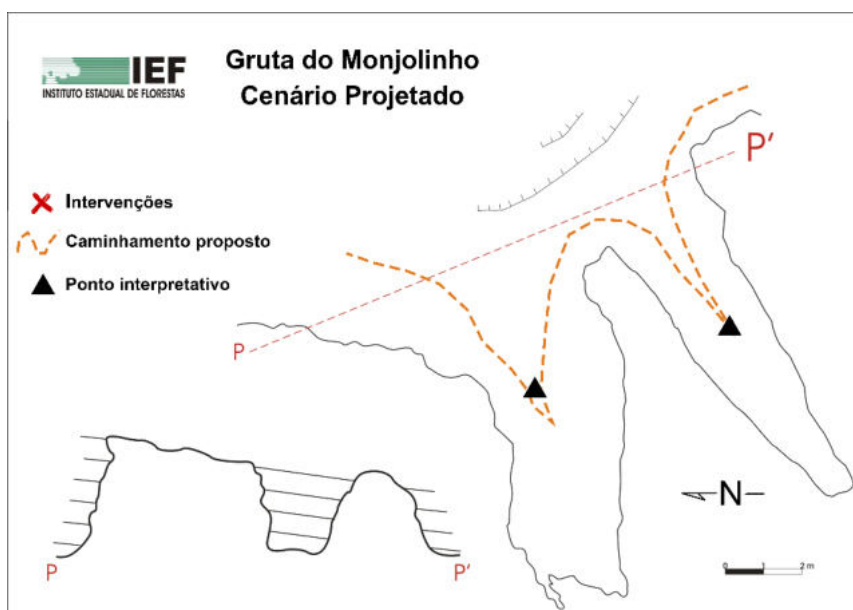 IEF
INSTITUTO ESTADUAL DE FLORESTAS
Gruta do Monjolinho
Cenário Projetado
Intervenções
Caminhamento proposto
Ponto interpretativo
P'
P
N
P
P'
0 1 2 m